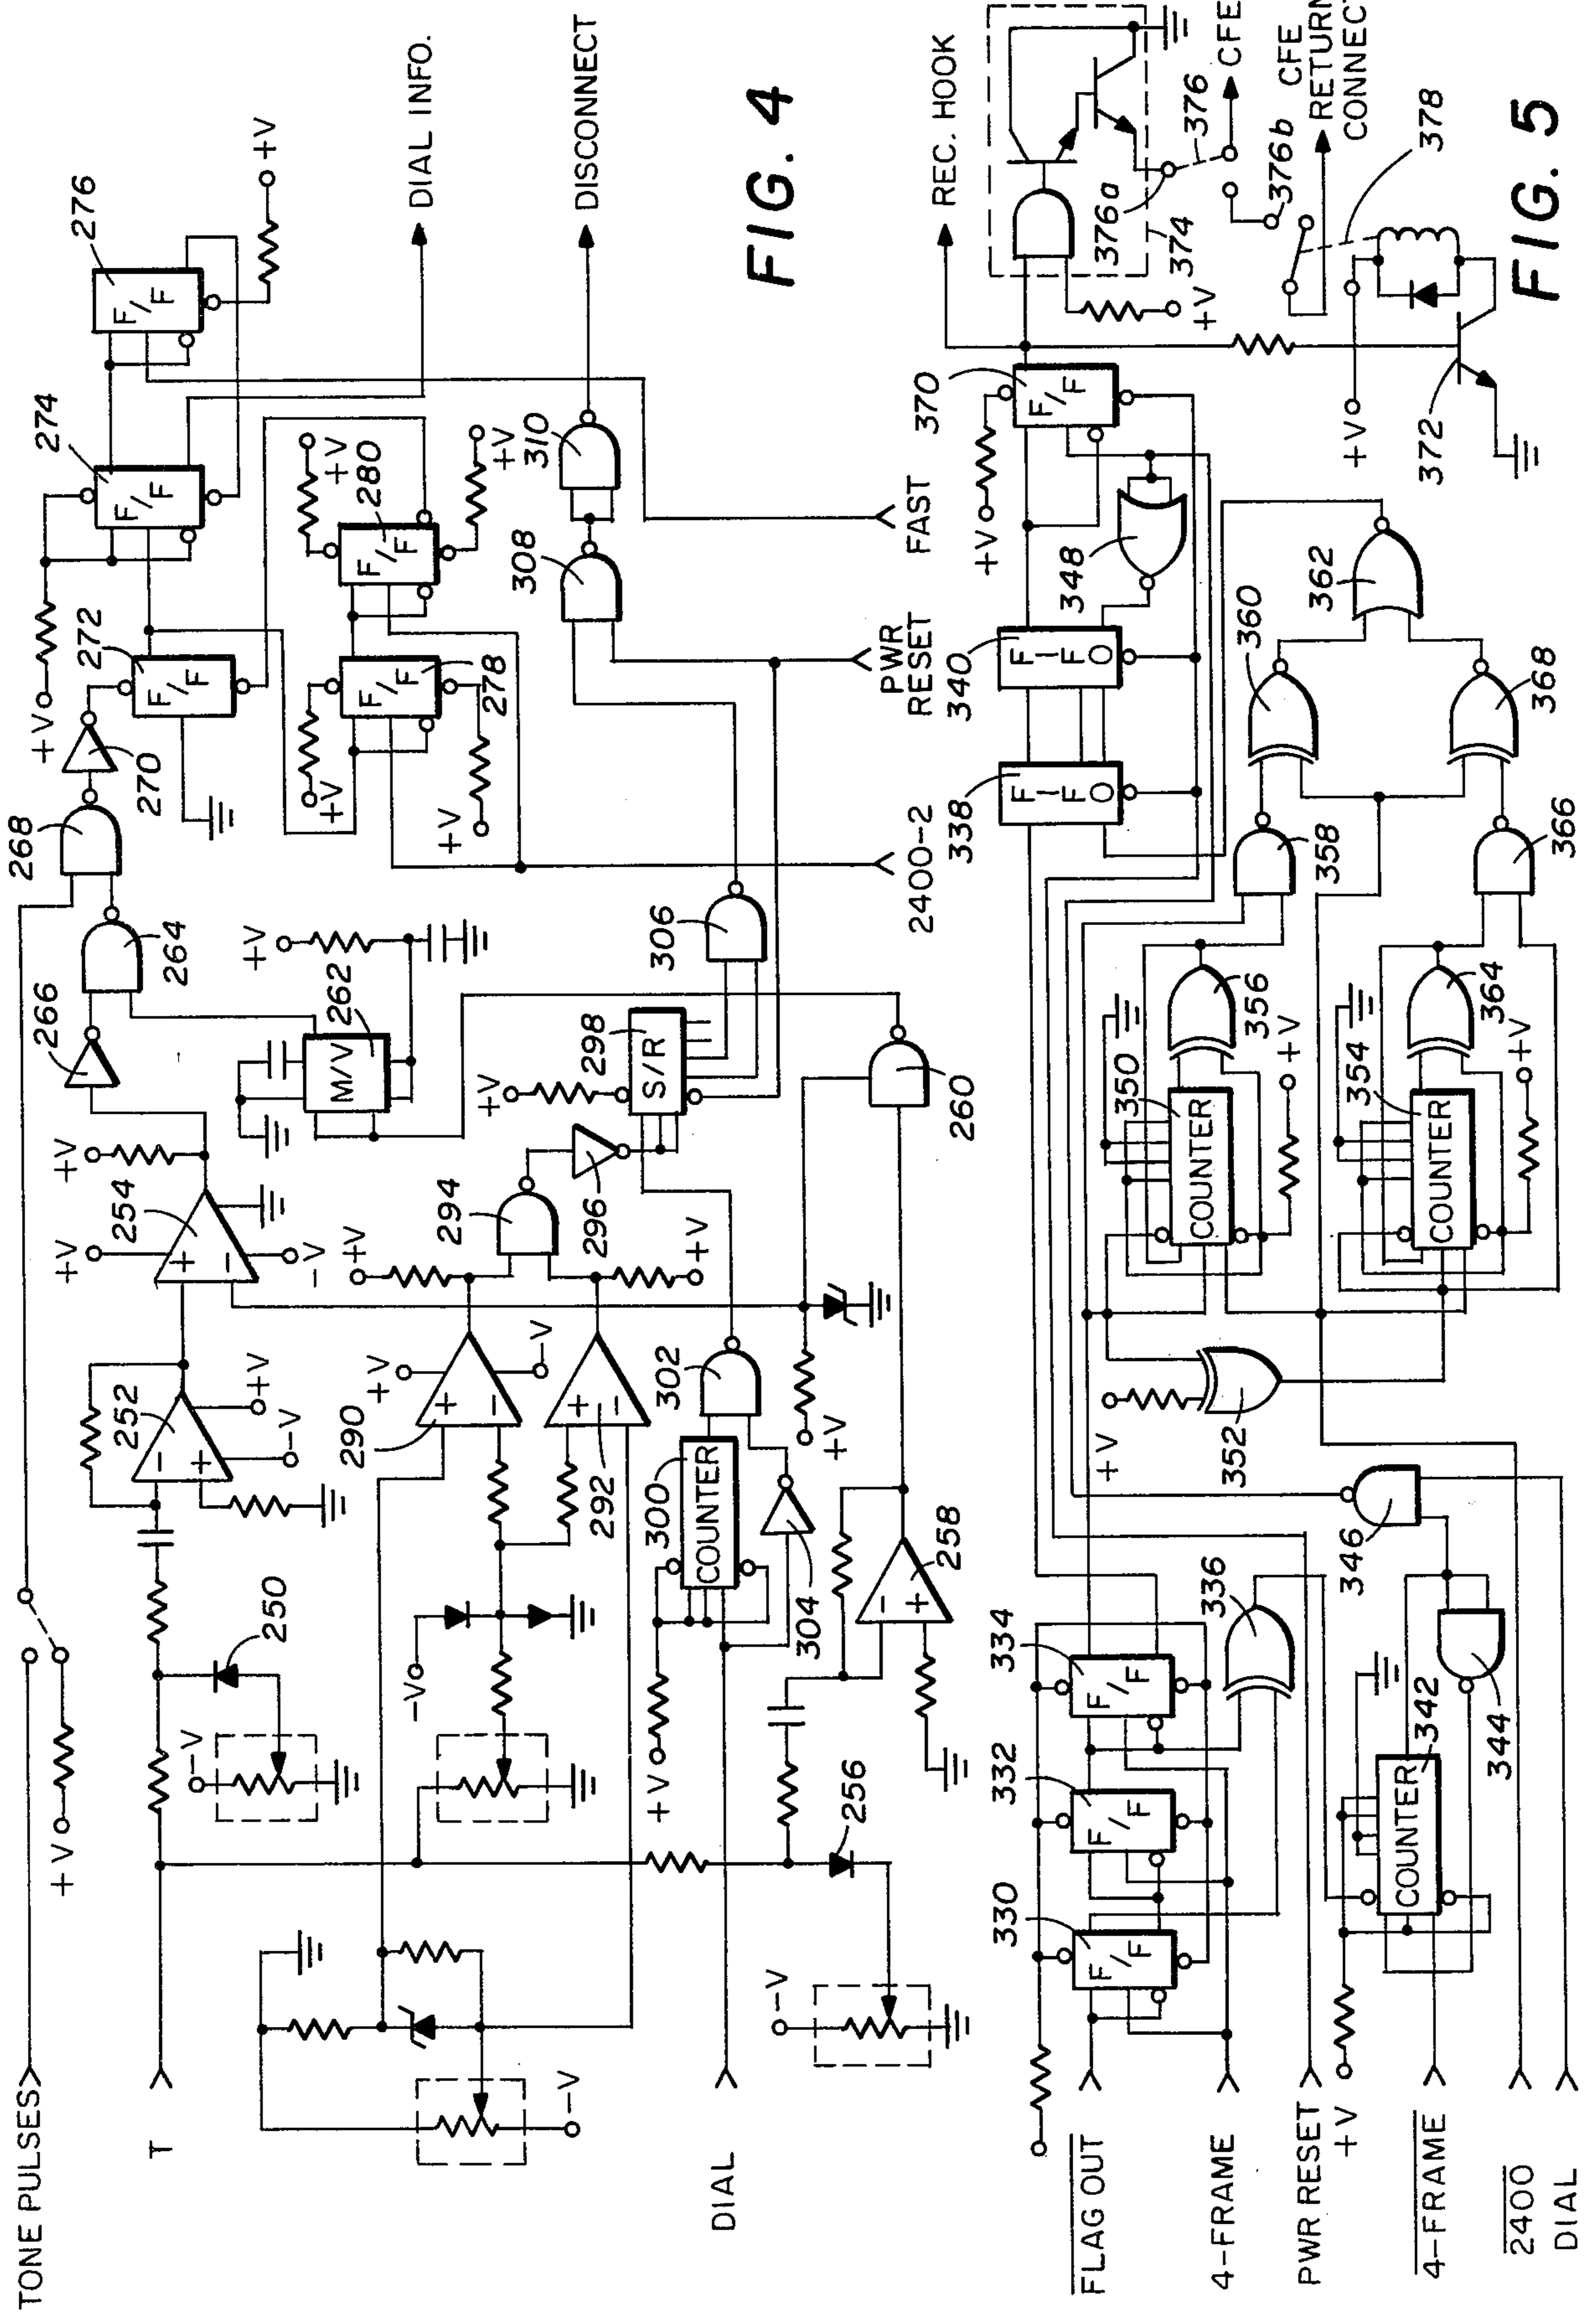 TONE PULSES
+V
T
250
-V
252
-
+
+V
-V
254
+
-
+V
-V
+V
266
264
268
270
262
M/V
+V
+V
272
F/F
274
F/F
276
F/F
+V
DIAL INFO.
278
F/F
+V
+V
280
F/F
+V
+V
2400-2
-V
-V
290
+
-
+V
-V
292
+
-
+V
294
+V
296
298
S/R
+V
306
308
310
DISCONNECT
PWR
RESET
FAST
DIAL
-V
256
+V
300
COUNTER
302
304
+V
258
-
+
260
FIG. 4
FLAG OUT
4-FRAME
PWR RESET
+V
4-FRAME
2400
DIAL
330
F/F
332
F/F
334
F/F
336
342
COUNTER
344
346
+V
352
350
COUNTER
+V
354
COUNTER
+V
356
364
358
366
360
368
362
338
FIFO
340
FIFO
348
370
F/F
+V
REC. HOOK
+V
374
376a
376
CFE
376b
CFE
RETURN
CONNECT
378
+V
372
FIG. 5